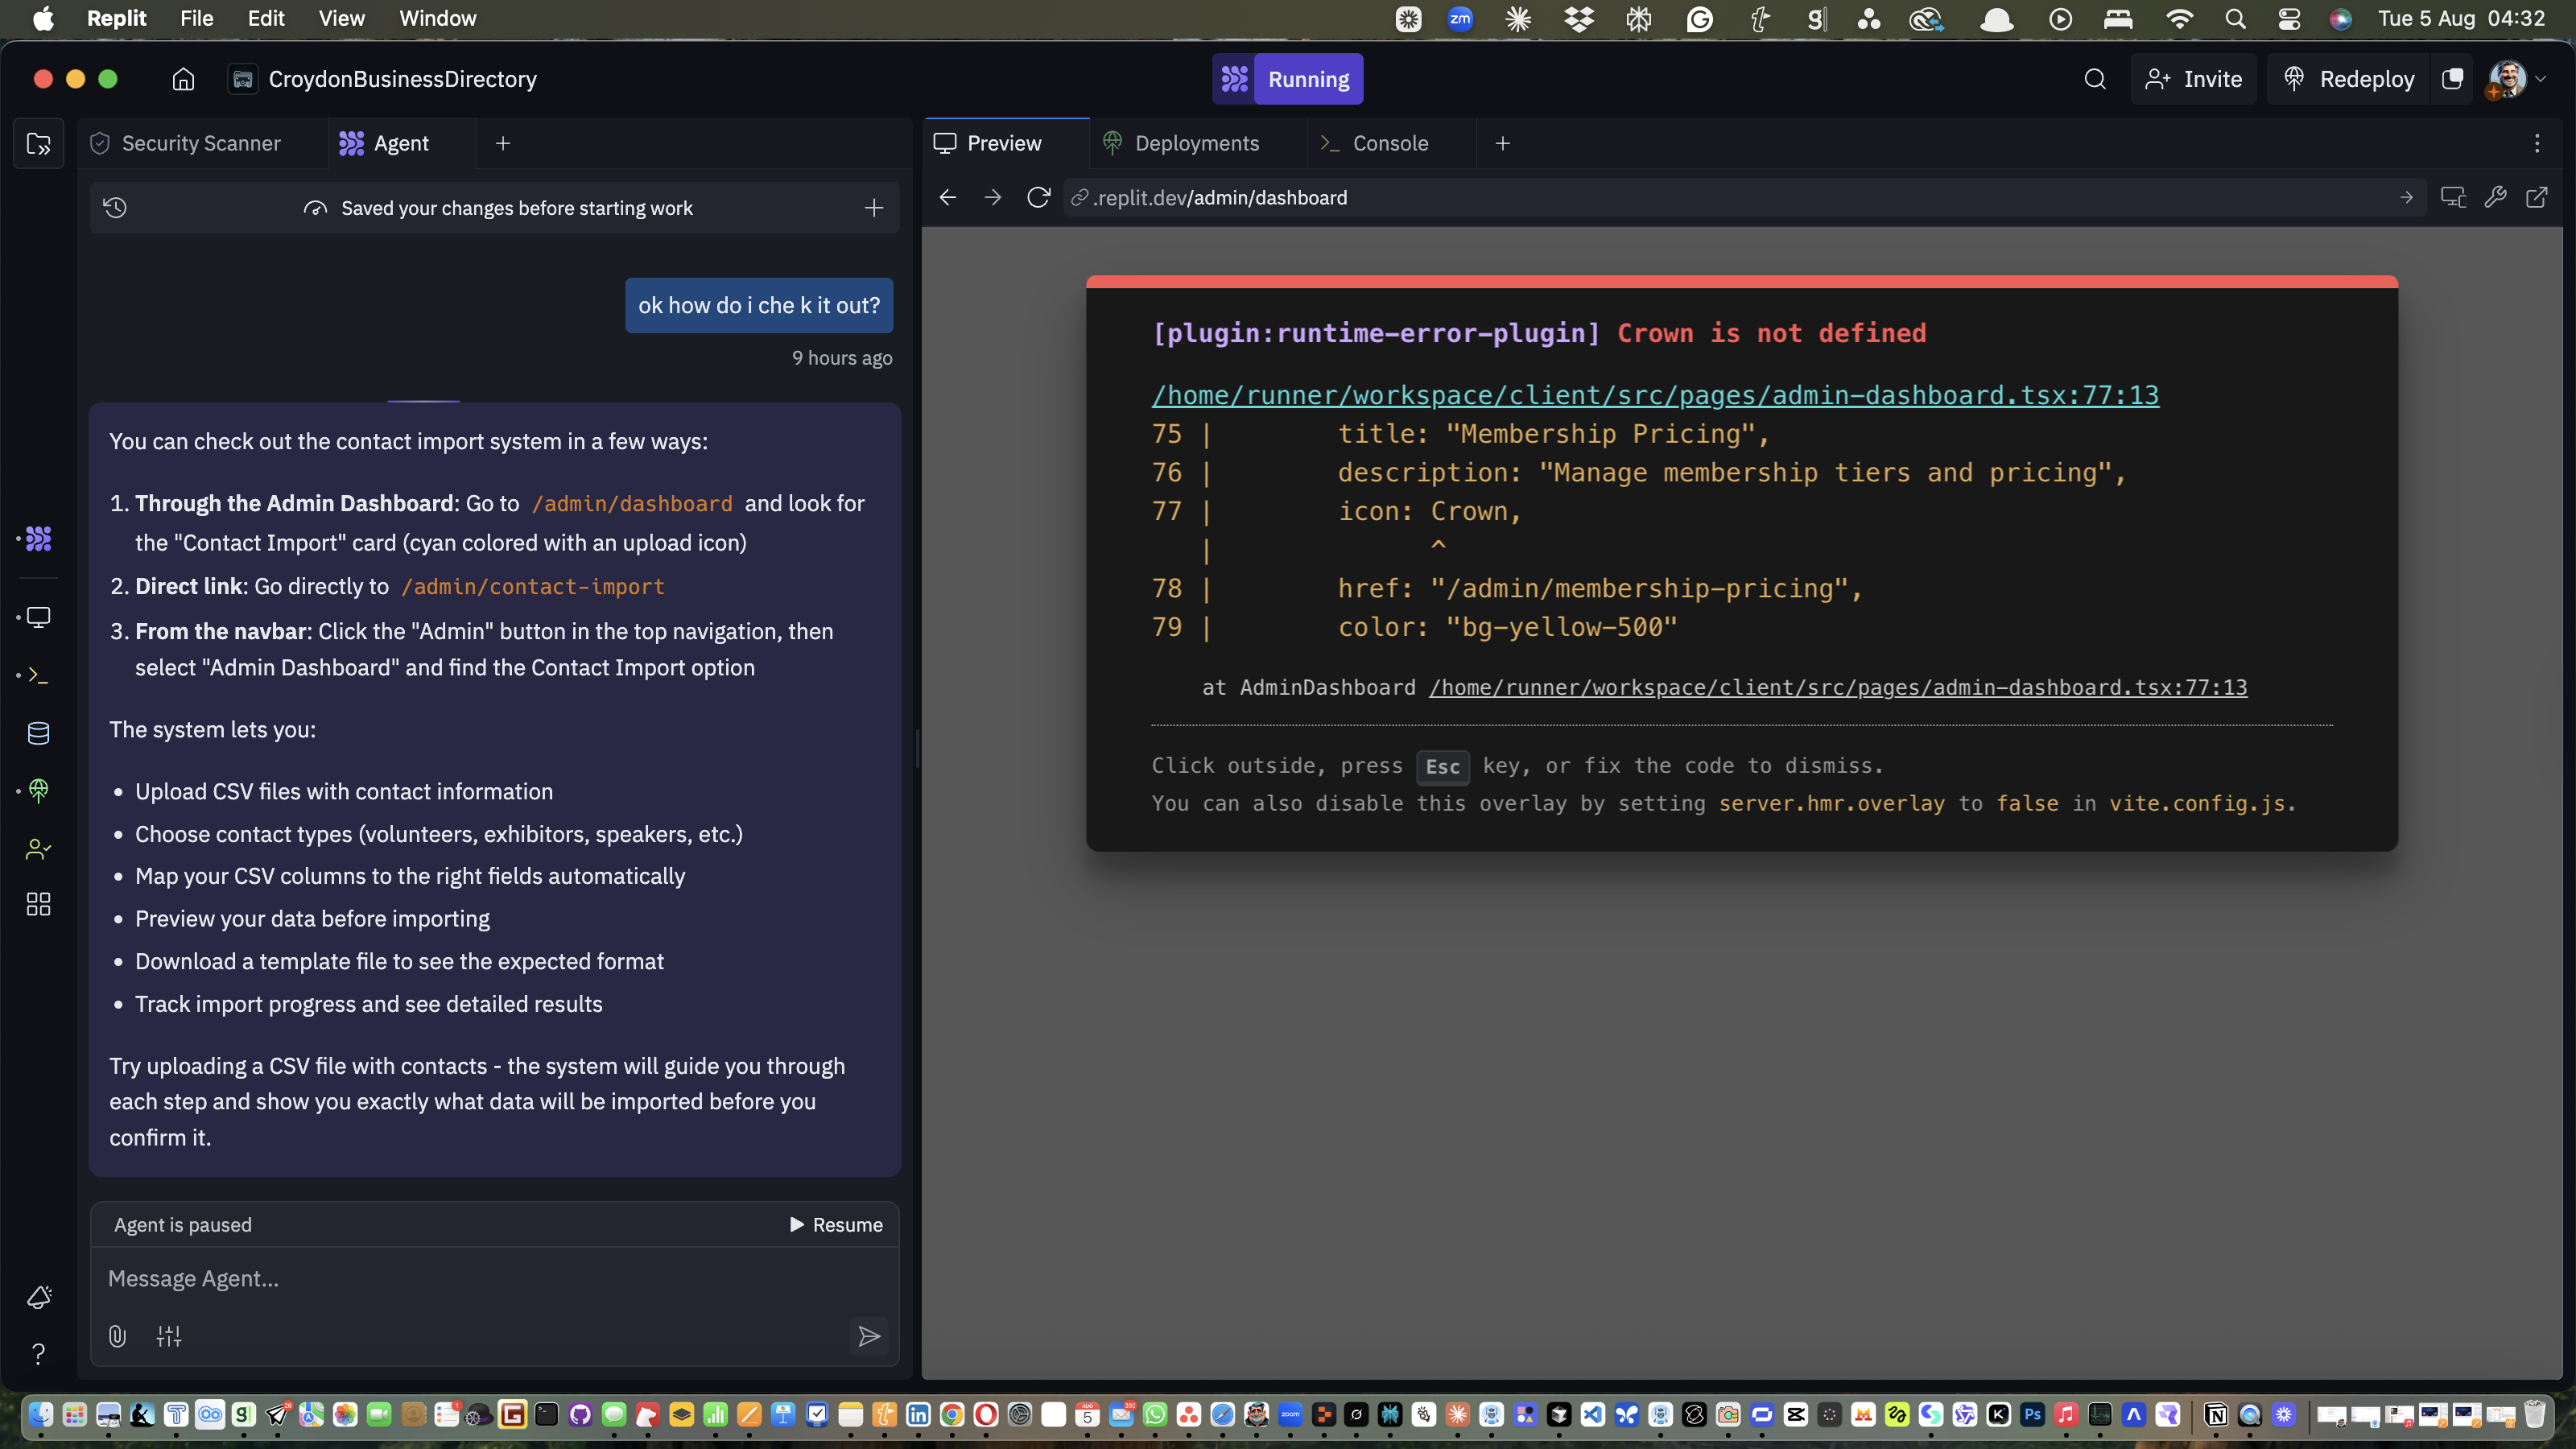 Replit File Edit View Window Tue 5 Aug 04:32
CroydonBusinessDirectory Running Invite Redeploy
Security Scanner Agent
Saved your changes before starting work
ok how do i che k it out?
9 hours ago
You can check out the contact import system in a few ways:
1. Through the Admin Dashboard: Go to /admin/dashboard and look for
the "Contact Import" card (cyan colored with an upload icon)
2. Direct link: Go directly to /admin/contact-import
3. From the navbar: Click the "Admin" button in the top navigation, then
select "Admin Dashboard" and find the Contact Import option
The system lets you:
• Upload CSV files with contact information
• Choose contact types (volunteers, exhibitors, speakers, etc.)
• Map your CSV columns to the right fields automatically
• Preview your data before importing
• Download a template file to see the expected format
• Track import progress and see detailed results
Try uploading a CSV file with contacts - the system will guide you through
each step and show you exactly what data will be imported before you
confirm it.
Agent is paused Resume
Message Agent...
Preview Deployments Console
.replit.dev/admin/dashboard
[plugin:runtime-error-plugin] Crown is not defined
/home/runner/workspace/client/src/pages/admin-dashboard.tsx:77:13
75 | title: "Membership Pricing",
76 | description: "Manage membership tiers and pricing",
77 | icon: Crown,
| ^
78 | href: "/admin/membership-pricing",
79 | color: "bg-yellow-500"
at AdminDashboard /home/runner/workspace/client/src/pages/admin-dashboard.tsx:77:13
Click outside, press Esc key, or fix the code to dismiss.
You can also disable this overlay by setting server.hmr.overlay to false in vite.config.js.